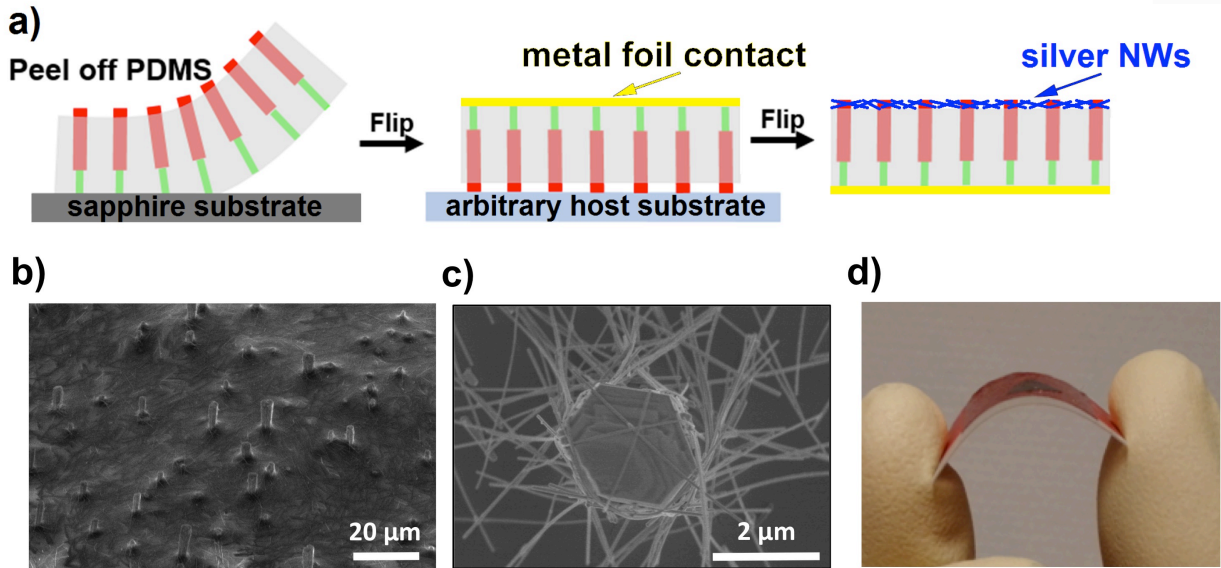 a)
Peel off PDMS
sapphire substrate
Flip
metal foil contact
arbitrary host substrate
Flip
silver NWs
b)
20 µm
c)
2 µm
d)